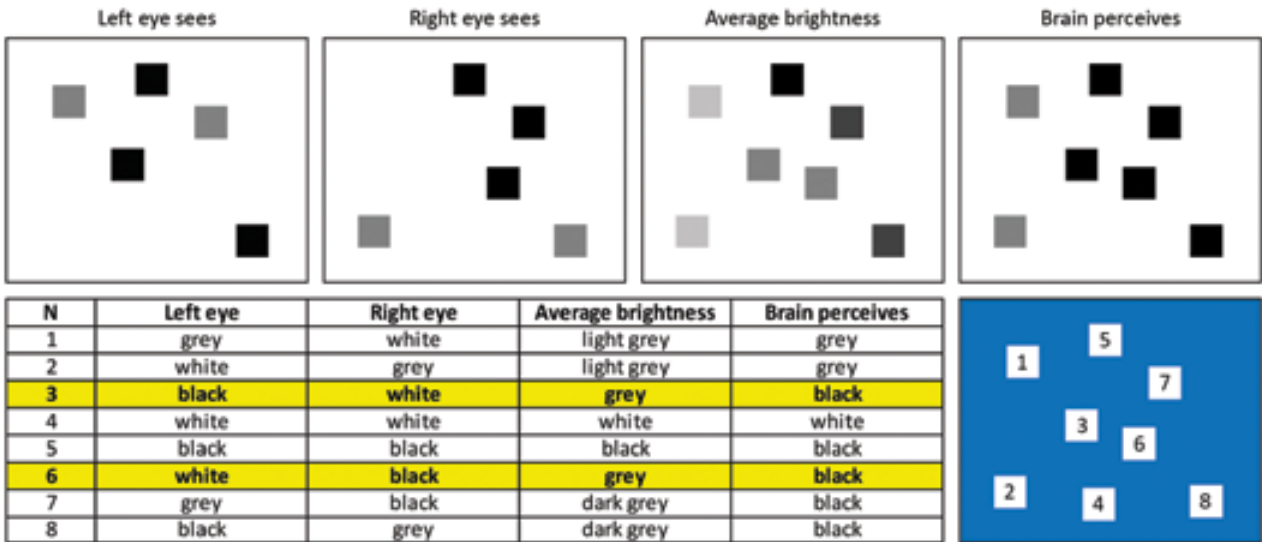 Left eye sees Right eye sees Average brightness Brain perceives
N Left eye Right eye Average brightness Brain perceives
1 grey white light grey grey
2 white grey light grey grey
3 black white grey black
4 white white white white
5 black black black black
6 white black grey black
7 grey black dark grey black
8 black grey dark grey black
5
1
7
3
6
2
4
8